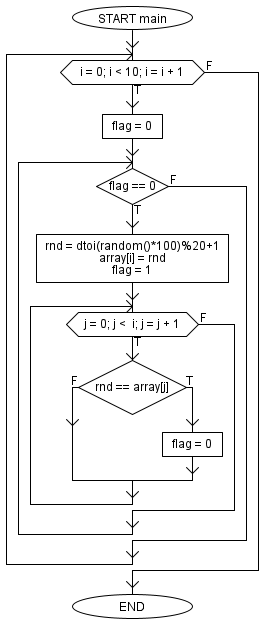 START main
i = 0; i < 10; i = i + 1
F
T
flag = 0
flag == 0
F
T
rnd = dtoi(random()*100)%20+1
array[i] = rnd
flag = 1
j = 0; j < i; j = j + 1
F
T
F
rnd == array[j]
T
flag = 0
END